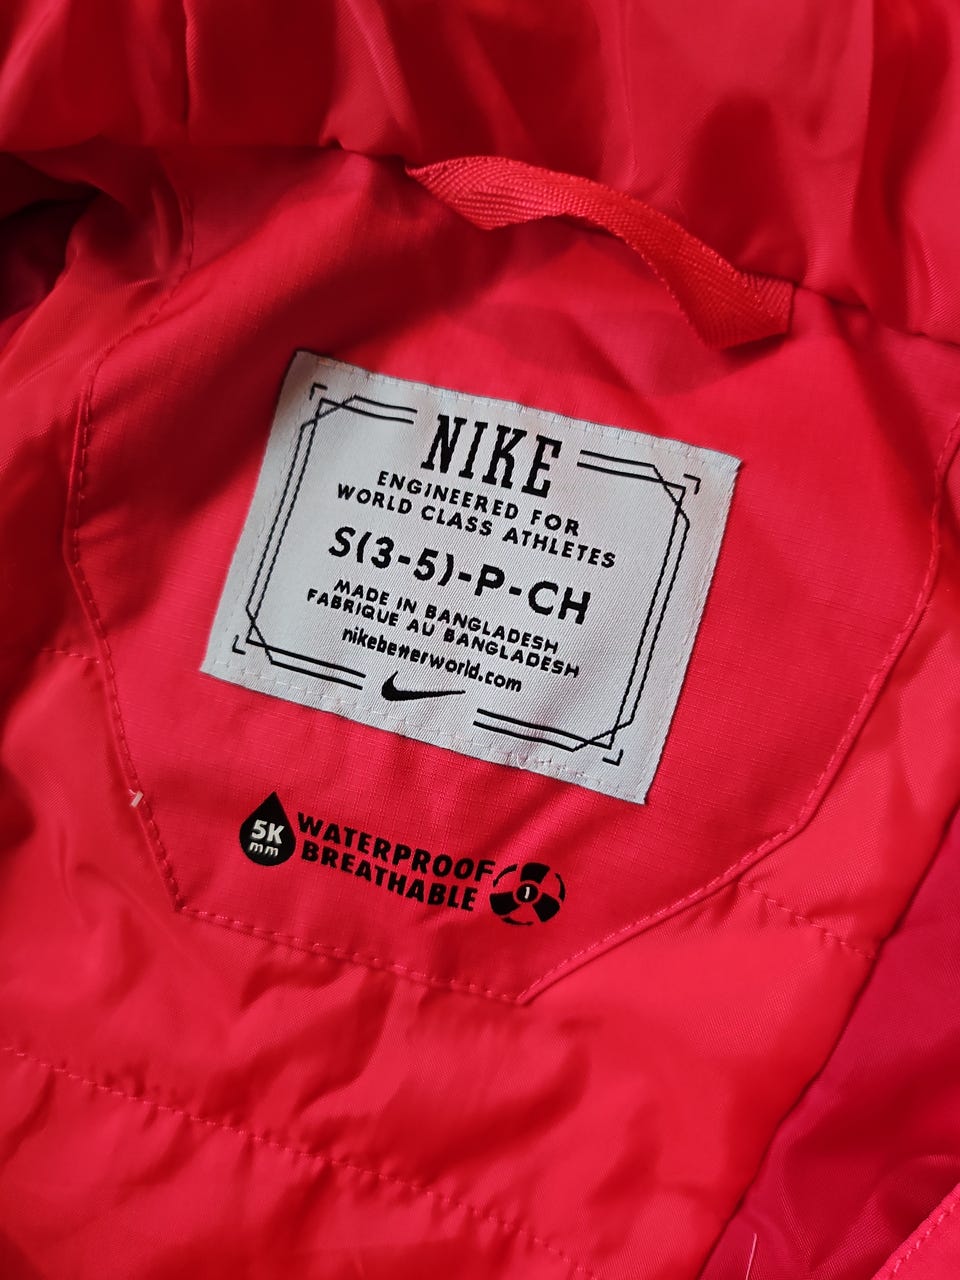 NIKE
ENGINEERED FOR
WORLD CLASS ATHLETES
S(3-5)-P-CH
MADE IN BANGLADESH
FABRIQUE AU BANGLADESH
nikebetterworld.com
5K
mm
WATERPROOF
BREATHABLE